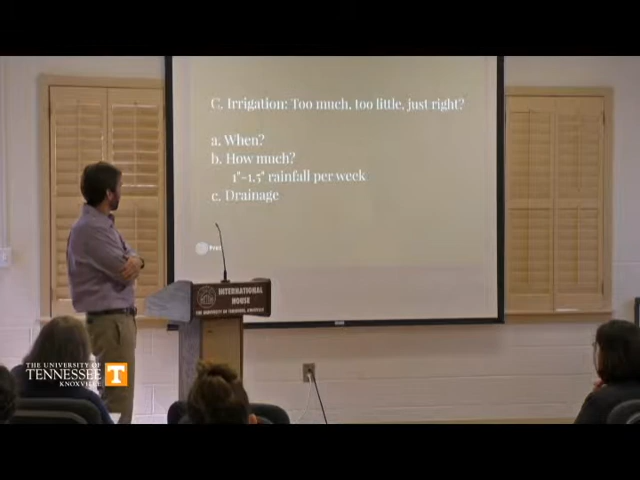 C. Irrigation: Too much, too little, just right?
a. When?
b. How much?
1"-1.5" rainfall per week
c. Drainage
Prezi
INTERNATIONAL
HOUSE
THE UNIVERSITY OF TENNESSEE, KNOXVILLE
THE UNIVERSITY OF
TENNESSEE
KNOXVILLE
T